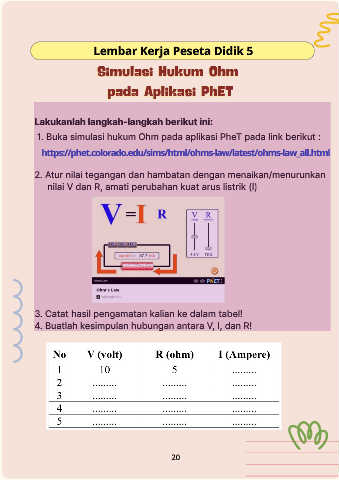 Lembar Kerja Peseta Didik 5
Simulasi Hukum Ohm
pada Aplikasi PhET
Lakukanlah langkah-langkah berikut ini:
1. Buka simulasi hukum Ohm pada aplikasi PheT pada link berikut :
https://phet.colorado.edu/sims/html/ohms-law/latest/ohms-law_all.html
2. Atur nilai tegangan dan hambatan dengan menaikan/menurunkan
nilai V dan R, amati perubahan kuat arus listrik (I)
V = I R
V R
PhET
Ohm's Law
3. Catat hasil pengamatan kalian ke dalam tabel!
4. Buatlah kesimpulan hubungan antara V, I, dan R!
No V (volt) R (ohm) I (Ampere)
1 10 5 .........
2 ......... ......... .........
3 ......... ......... .........
4 ......... ......... .........
5 ......... ......... .........
20